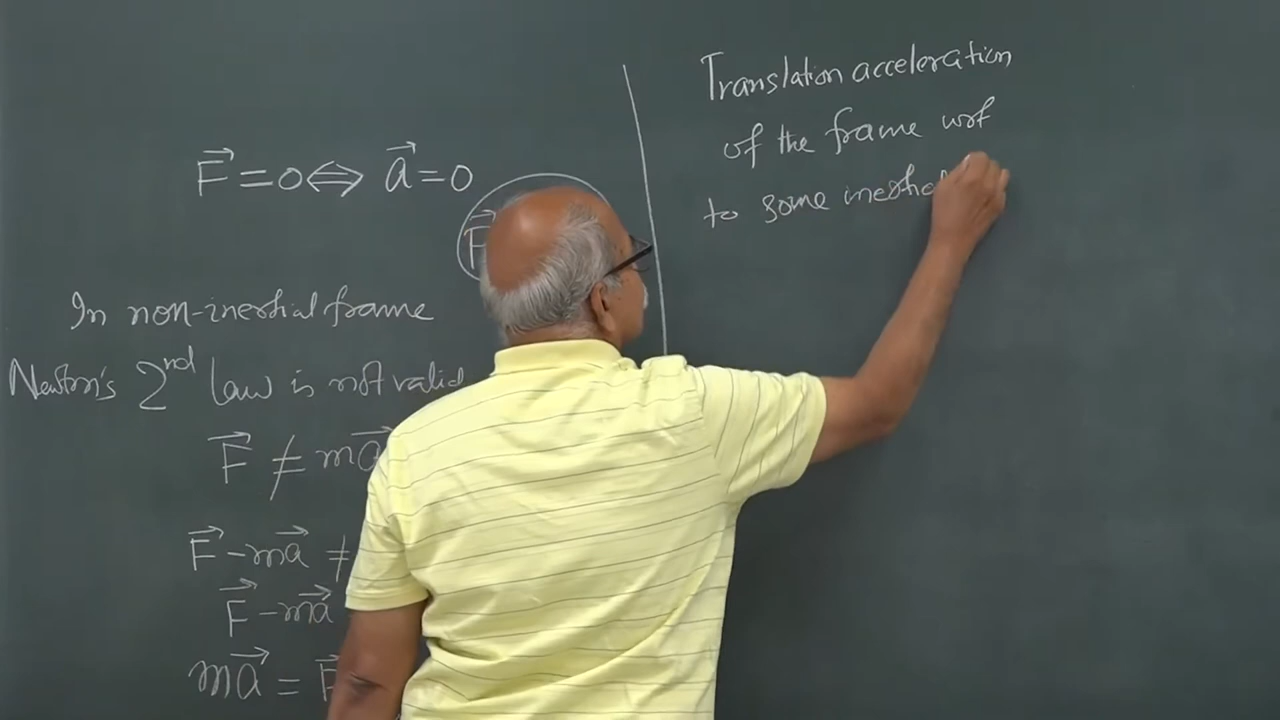 F⃗ = 0 ⇔ a⃗ = 0
F⃗
In non-inertial frame
Newton's 2nd law is not valid
F⃗ ≠ ma⃗
F⃗ - ma⃗ ≠
F⃗ - ma⃗
ma⃗ = F⃗
Translation acceleration
of the frame wrt
to some inertia